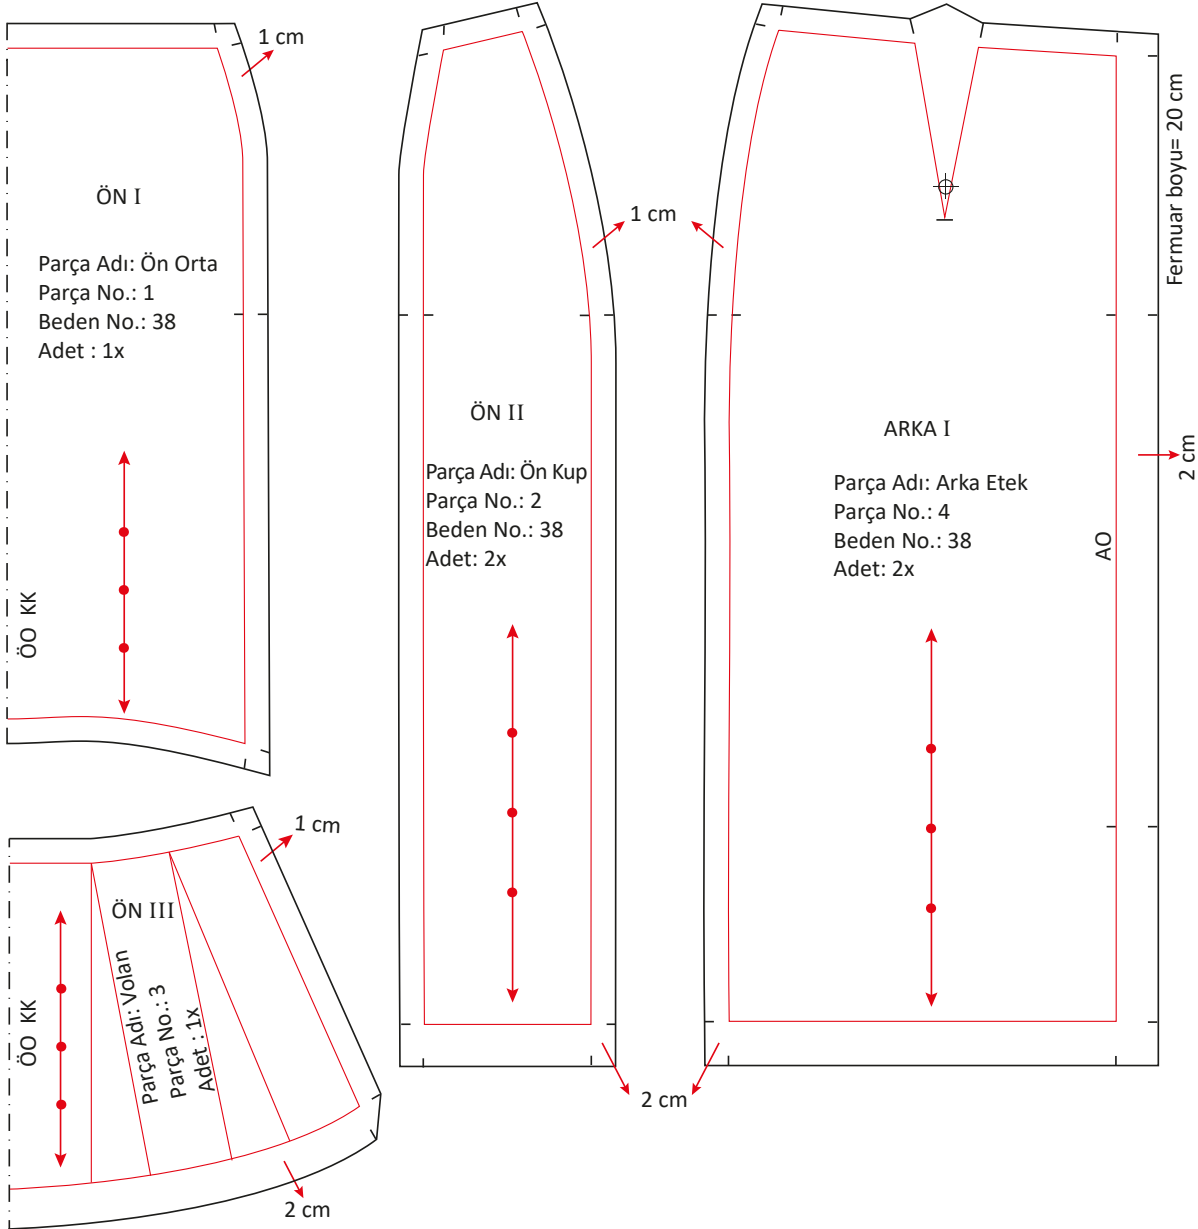 1 cm
ÖN I
Parça Adı: Ön Orta
Parça No.: 1
Beden No.: 38
Adet : 1x
ÖO KK
ÖN II
Parça Adı: Ön Kup
Parça No.: 2
Beden No.: 38
Adet: 2x
1 cm
ARKA I
Parça Adı: Arka Etek
Parça No.: 4
Beden No.: 38
Adet: 2x
AO
Fermuar boyu= 20 cm
2 cm
1 cm
ÖN III
Parça Adı: Volan
Parça No.: 3
Adet : 1x
ÖO KK
2 cm
2 cm